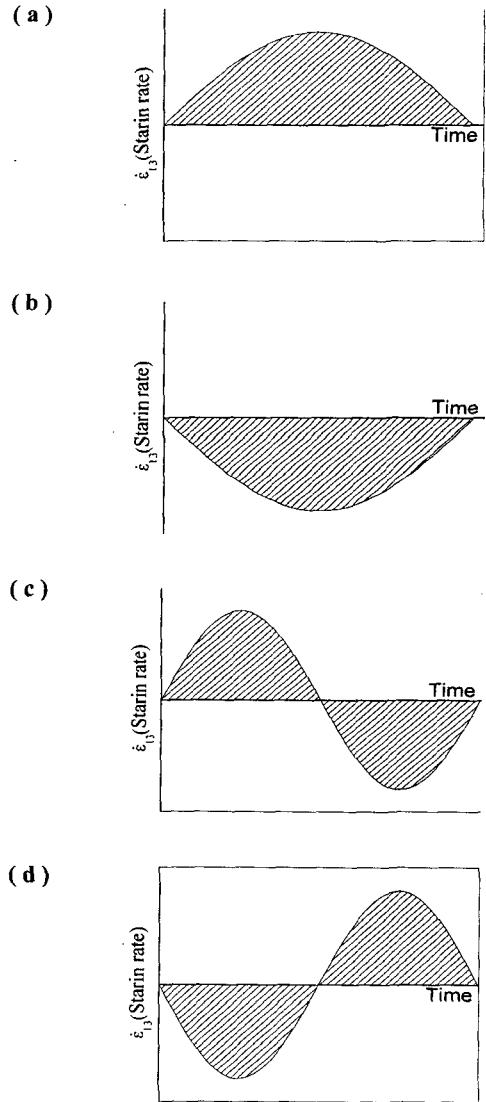 ( a )
ε̇₁₃(Starin rate)
Time
( b )
ε̇₁₃(Starin rate)
Time
( c )
ε̇₁₃(Starin rate)
Time
( d )
ε̇₁₃(Starin rate)
Time